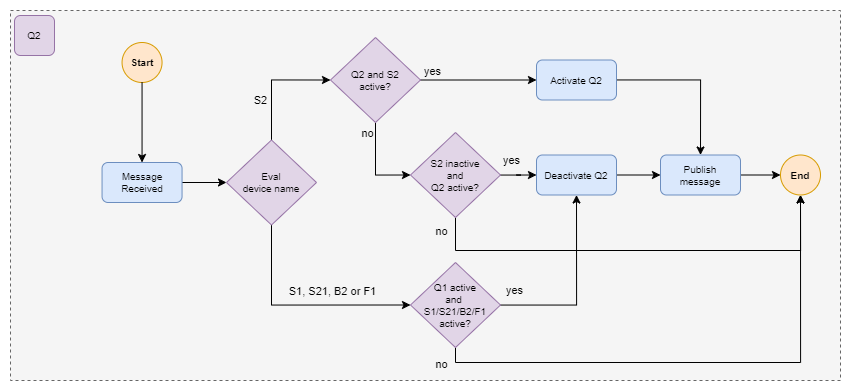 Q2
Start
Message
Received
Eval
device name
S2
Q2 and S2
active?
yes
Activate Q2
no
S2 inactive
and
Q2 active?
yes
Deactivate Q2
Publish
message
End
no
S1, S21, B2 or F1
Q1 active
and
S1/S21/B2/F1
active?
yes
no